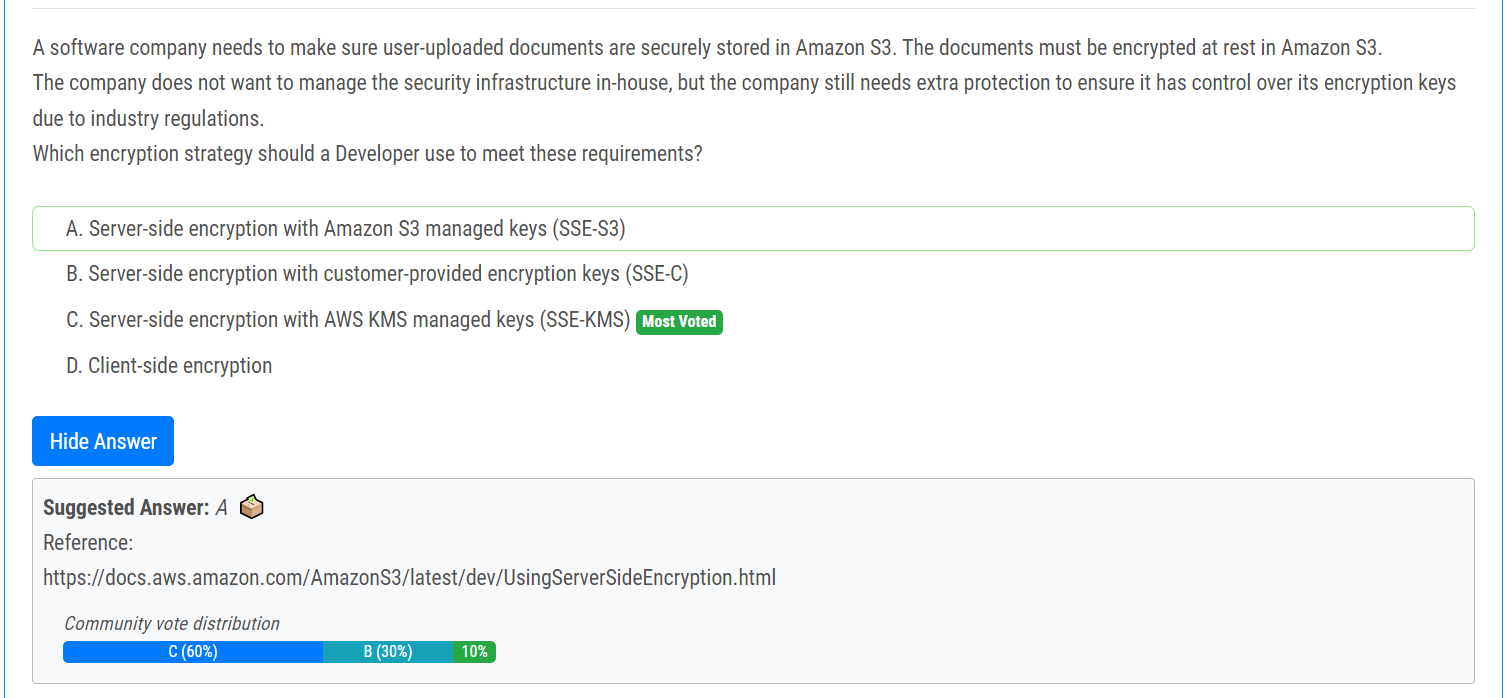 A software company needs to make sure user-uploaded documents are securely stored in Amazon S3. The documents must be encrypted at rest in Amazon S3.
The company does not want to manage the security infrastructure in-house, but the company still needs extra protection to ensure it has control over its encryption keys
due to industry regulations.
Which encryption strategy should a Developer use to meet these requirements?
A. Server-side encryption with Amazon S3 managed keys (SSE-S3)
B. Server-side encryption with customer-provided encryption keys (SSE-C)
C. Server-side encryption with AWS KMS managed keys (SSE-KMS) Most Voted
D. Client-side encryption
Hide Answer
Suggested Answer: A
Reference:
https://docs.aws.amazon.com/AmazonS3/latest/dev/UsingServerSideEncryption.html
Community vote distribution
C (60%) B (30%) 10%